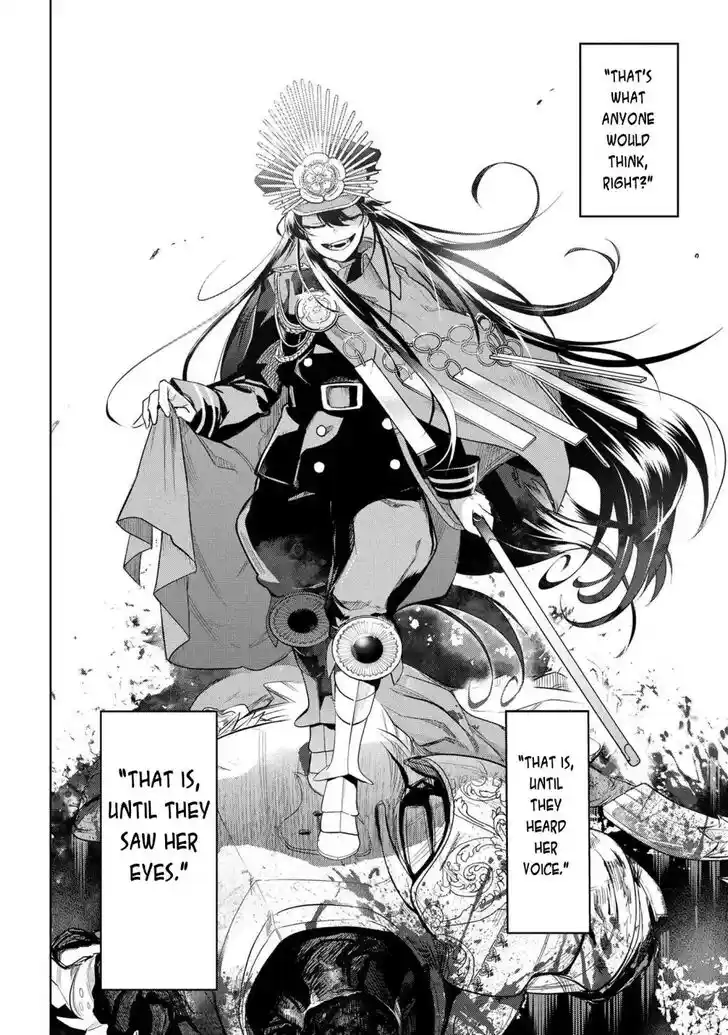 "THAT'S
WHAT
ANYONE
WOULD
THINK,
RIGHT?"
"THAT IS,
UNTIL
THEY
HEARD
HER
VOICE."
"THAT IS,
UNTIL THEY
SAW HER
EYES."